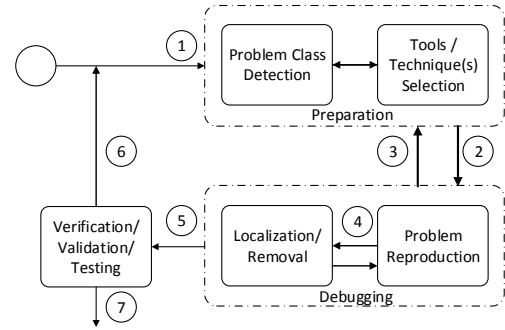 1
Problem Class
Detection
Tools /
Technique(s)
Selection
Preparation
6
3
2
Verification/
Validation/
Testing
5
Localization/
Removal
4
Problem
Reproduction
Debugging
7